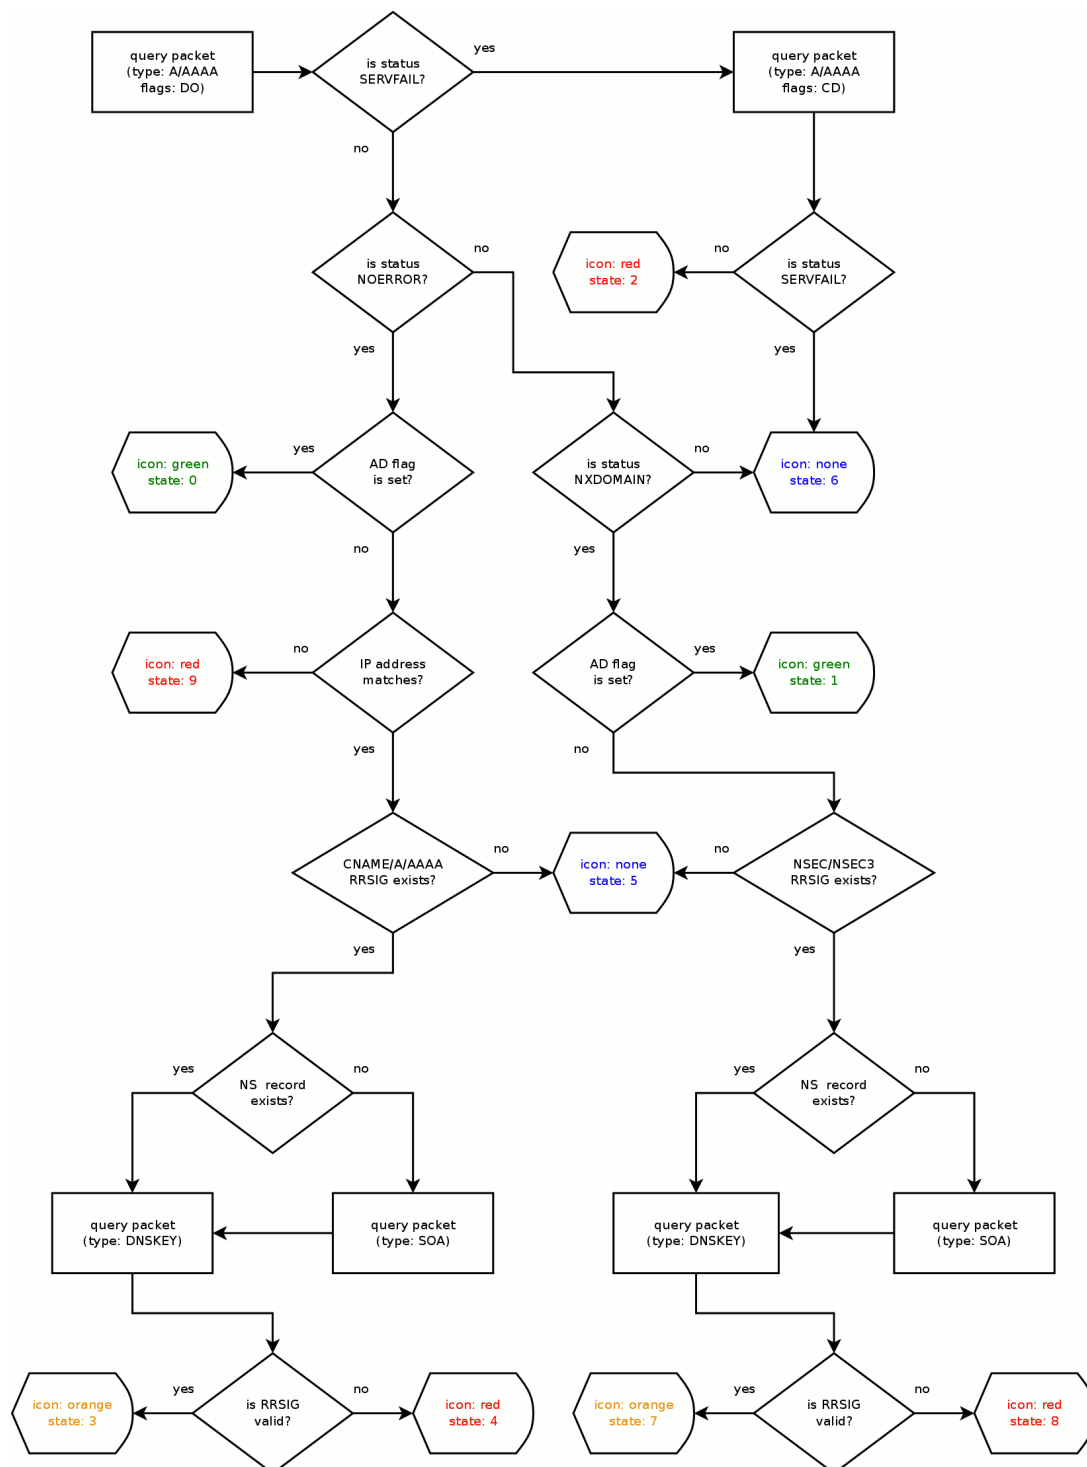 query packet
(type: A/AAAA
flags: DO)
is status
SERVFAIL?
yes
query packet
(type: A/AAAA
flags: CD)
no
is status
NOERROR?
no
icon: red
state: 2
no
is status
SERVFAIL?
yes
yes
icon: green
state: 0
yes
AD flag
is set?
is status
NXDOMAIN?
no
icon: none
state: 6
no
yes
icon: red
state: 9
no
IP address
matches?
AD flag
is set?
yes
icon: green
state: 1
yes
no
CNAME/A/AAAA
RRSIG exists?
no
icon: none
state: 5
no
NSEC/NSEC3
RRSIG exists?
yes
yes
yes
NS record
exists?
no
yes
NS record
exists?
no
query packet
(type: DNSKEY)
query packet
(type: SOA)
query packet
(type: DNSKEY)
query packet
(type: SOA)
icon: orange
state: 3
yes
is RRSIG
valid?
no
icon: red
state: 4
icon: orange
state: 7
yes
is RRSIG
valid?
no
icon: red
state: 8